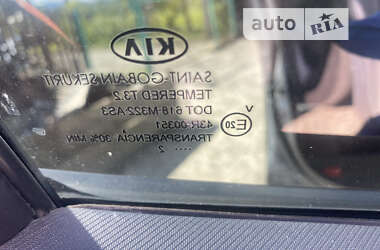 auto RIA
KIA
SAINT-GOBAIN SEKURIT
TEMPERED T3.2
DOT 618-M322-AS3
43R-00351
V
E20
TRANSPARENCIA 30% MIN
.... 2